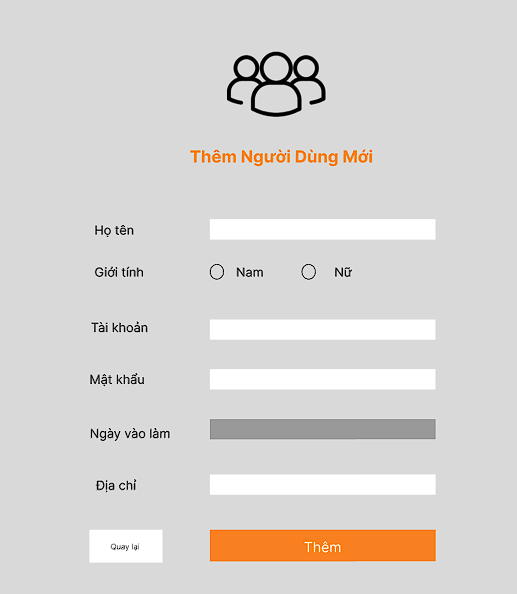 Thêm Người Dùng Mới
Họ tên
Giới tính Nam Nữ
Tài khoản
Mật khẩu
Ngày vào làm
Địa chỉ
Quay lại Thêm